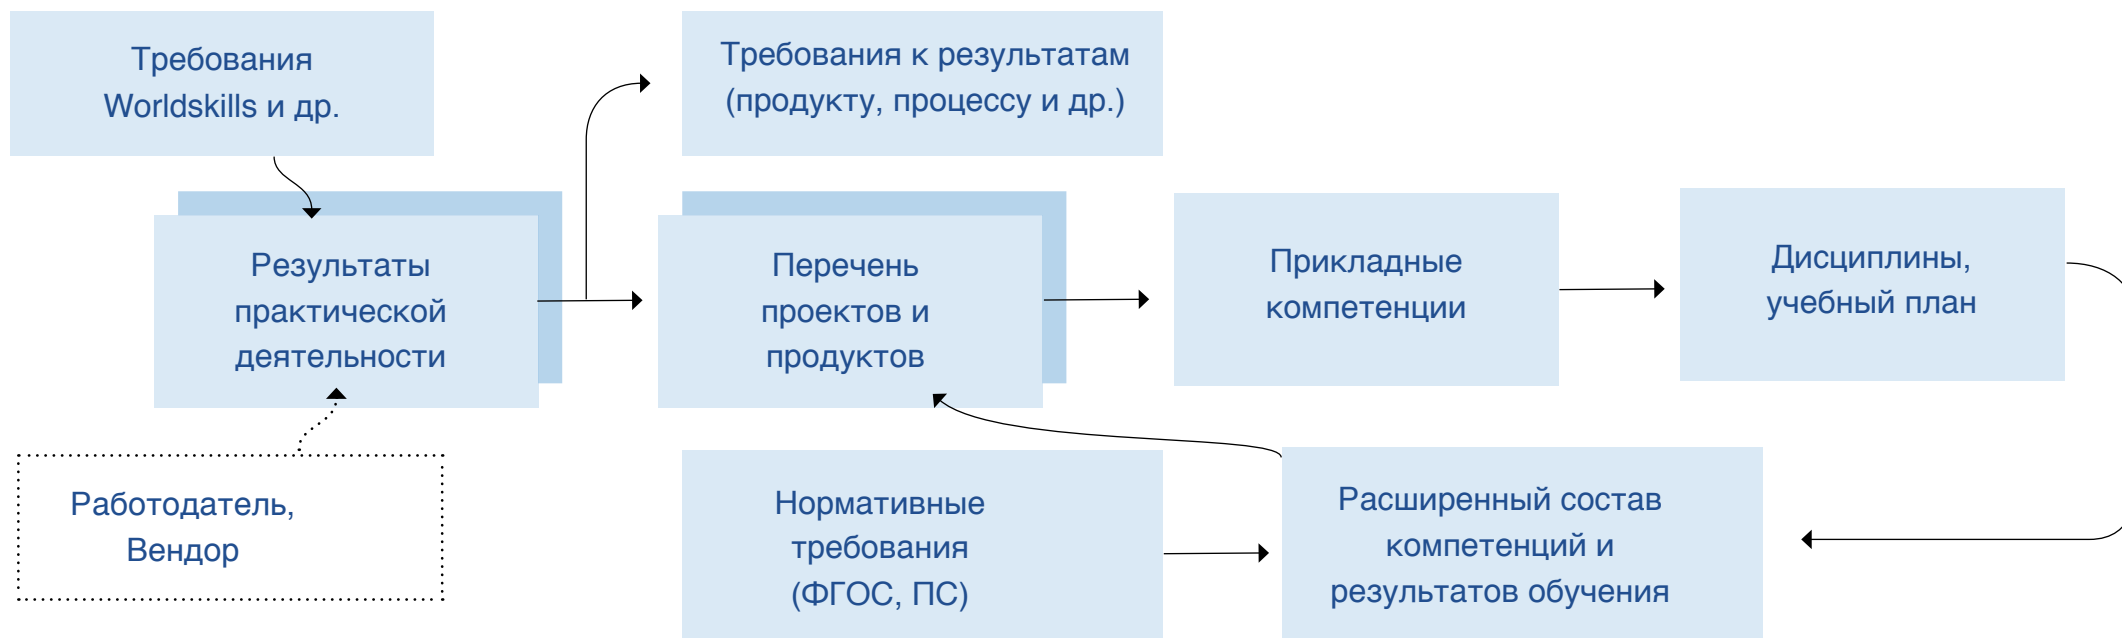 Требования
Worldskills и др.
Требования к результатам
(продукту, процессу и др.)
Результаты
практической
деятельности
Перечень
проектов и
продуктов
Прикладные
компетенции
Дисциплины,
учебный план
Работодатель,
Вендор
Нормативные
требования
(ФГОС, ПС)
Расширенный состав
компетенций и
результатов обучения